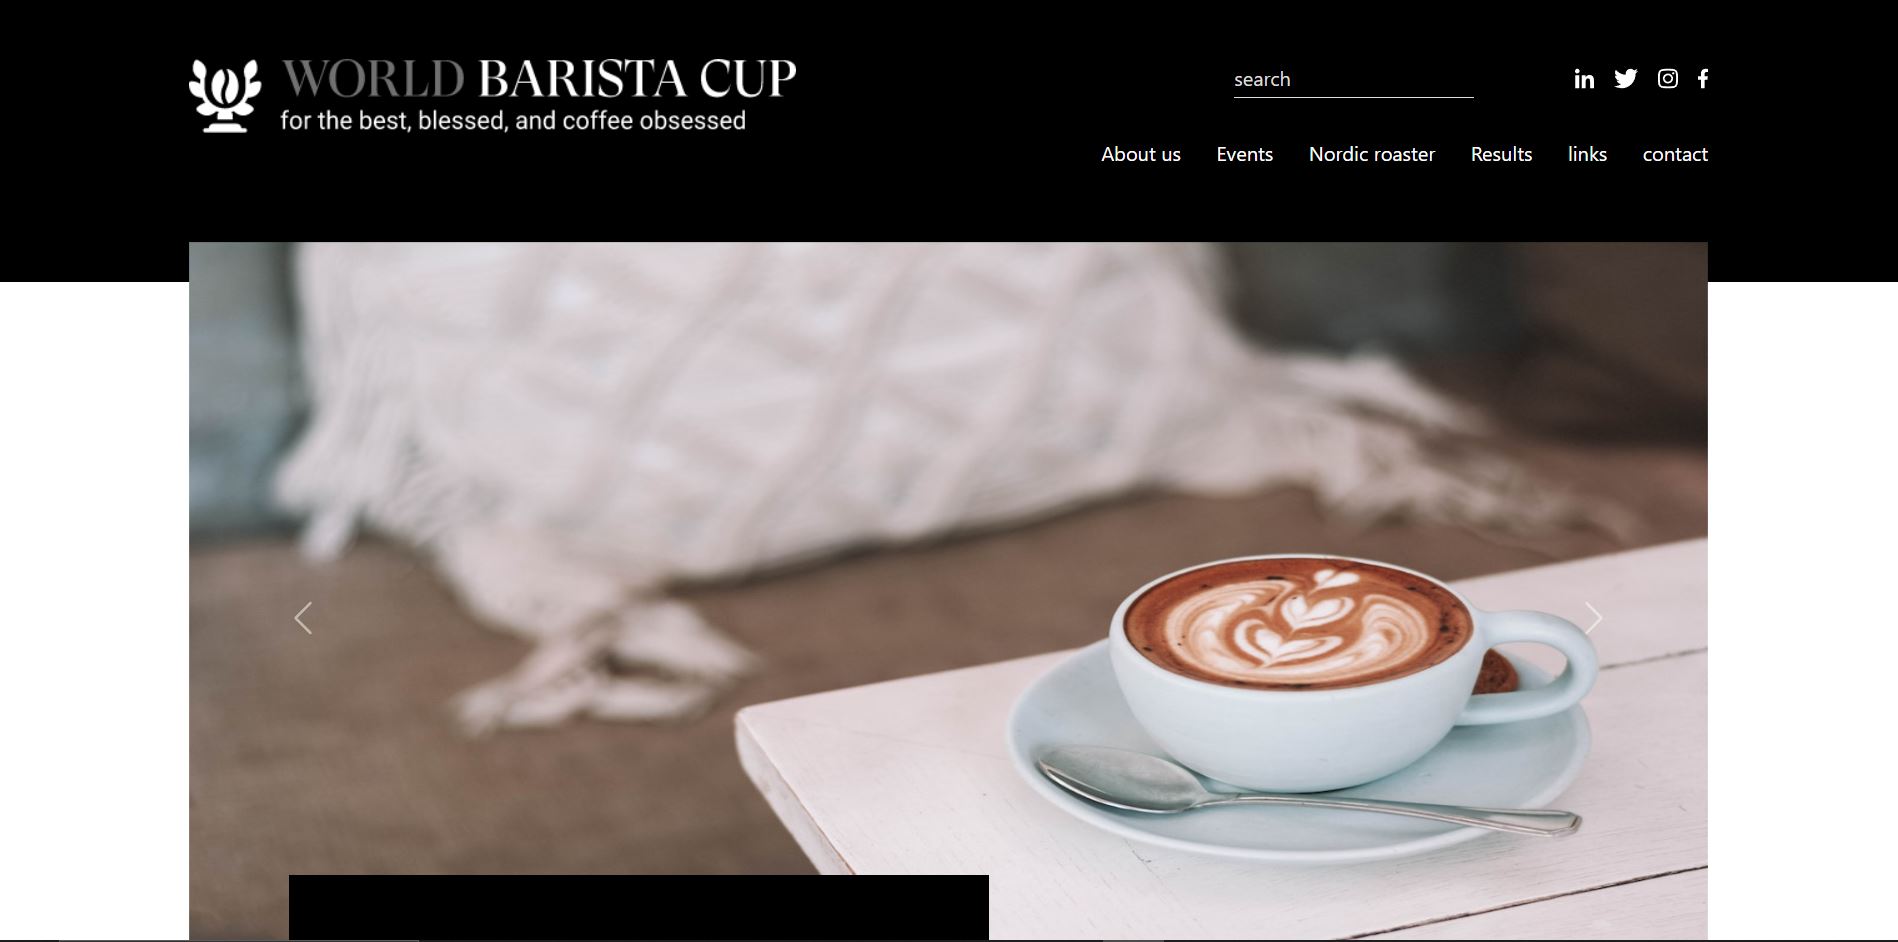 WORLD BARISTA CUP
for the best, blessed, and coffee obsessed
search
About us Events Nordic roaster Results links contact